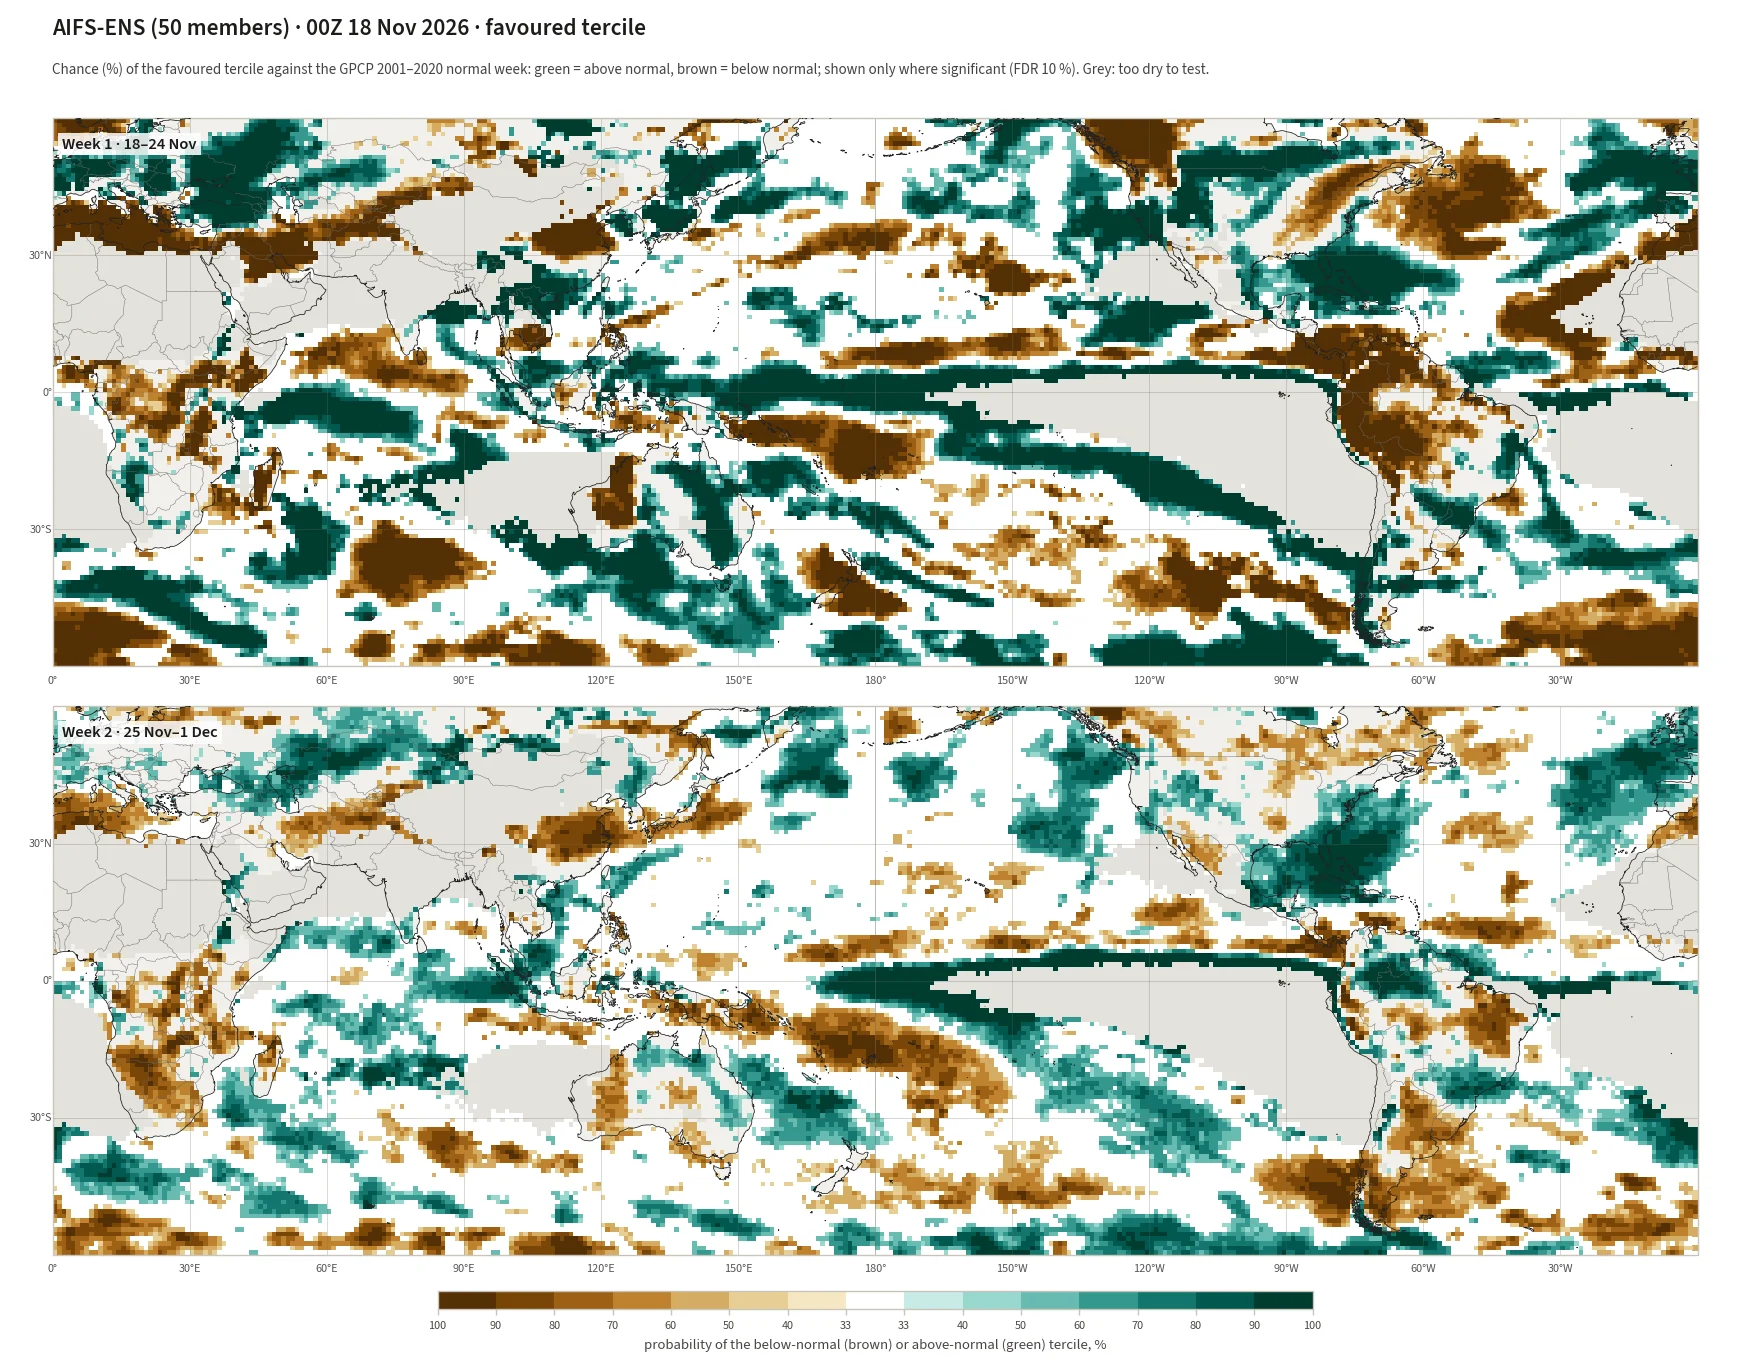 AIFS-ENS (50 members) · 00Z 18 Nov 2026 · favoured tercile
Chance (%) of the favoured tercile against the GPCP 2001–2020 normal week: green = above normal, brown = below normal; shown only where significant (FDR 10 %). Grey: too dry to test.
Week 1 · 18–24 Nov
30°N
0°
30°S
0° 30°E 60°E 90°E 120°E 150°E 180° 150°W 120°W 90°W 60°W 30°W
Week 2 · 25 Nov–1 Dec
30°N
0°
30°S
0° 30°E 60°E 90°E 120°E 150°E 180° 150°W 120°W 90°W 60°W 30°W
100 90 80 70 60 50 40 33 33 40 50 60 70 80 90 100
probability of the below-normal (brown) or above-normal (green) tercile, %